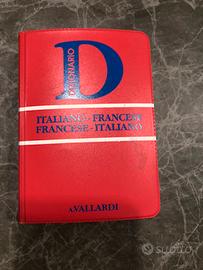 DIZIONARIO
ITALIANO-FRANCESE
FRANCESE-ITALIANO
A.VALLARDI
subito